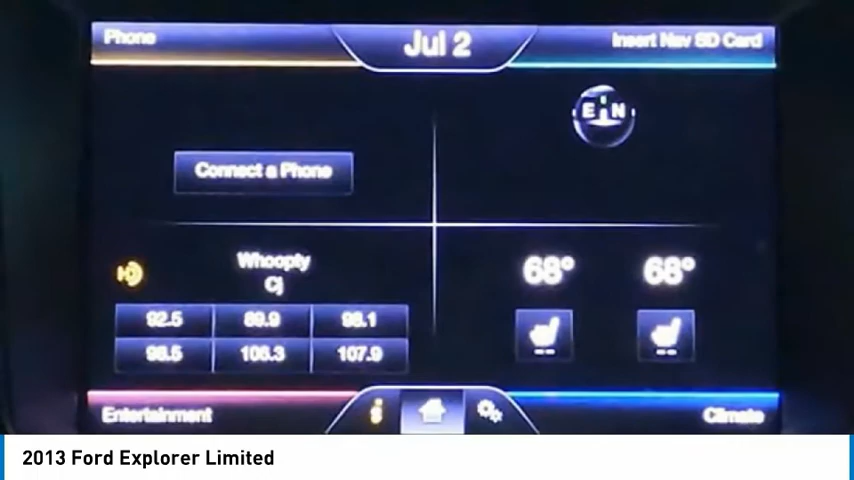 Phone
Jul 2
Insert Nav SD Card
E N
Connect a Phone
Whoopty
Cj
68° 68°
92.5 89.9 98.1
98.5 106.3 107.9
Entertainment
i
Climate
2013 Ford Explorer Limited